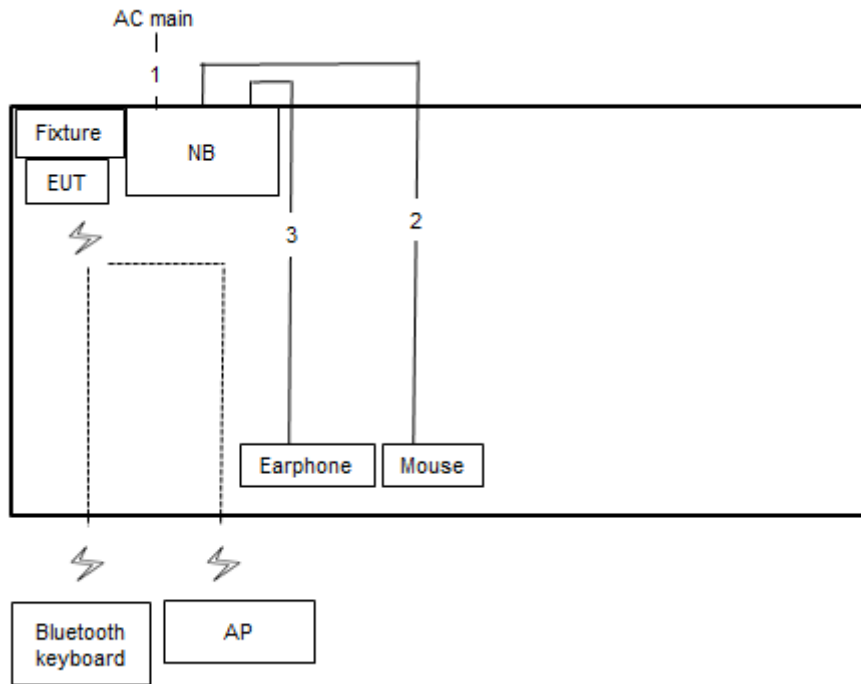 AC main
1
Fixture
NB
EUT
3
2
Earphone
Mouse
Bluetooth
keyboard
AP